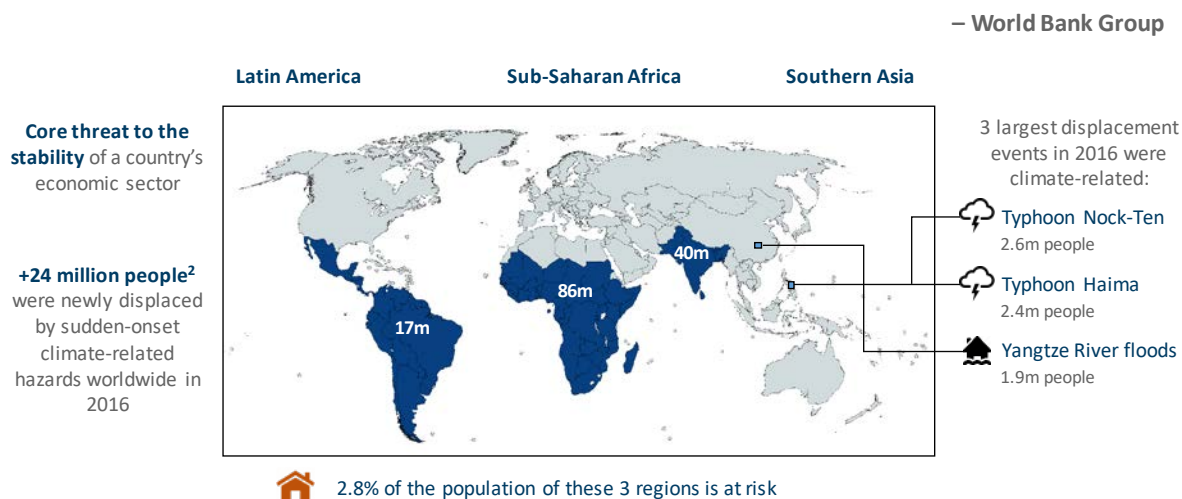 – World Bank Group
Latin America
Sub-Saharan Africa
Southern Asia
Core threat to the
stability of a country's
economic sector
+24 million people2
were newly displaced
by sudden-onset
climate-related
hazards worldwide in
2016
17m
86m
40m
3 largest displacement
events in 2016 were
climate-related:
Typhoon Nock-Ten
2.6m people
Typhoon Haima
2.4m people
Yangtze River floods
1.9m people
2.8% of the population of these 3 regions is at risk